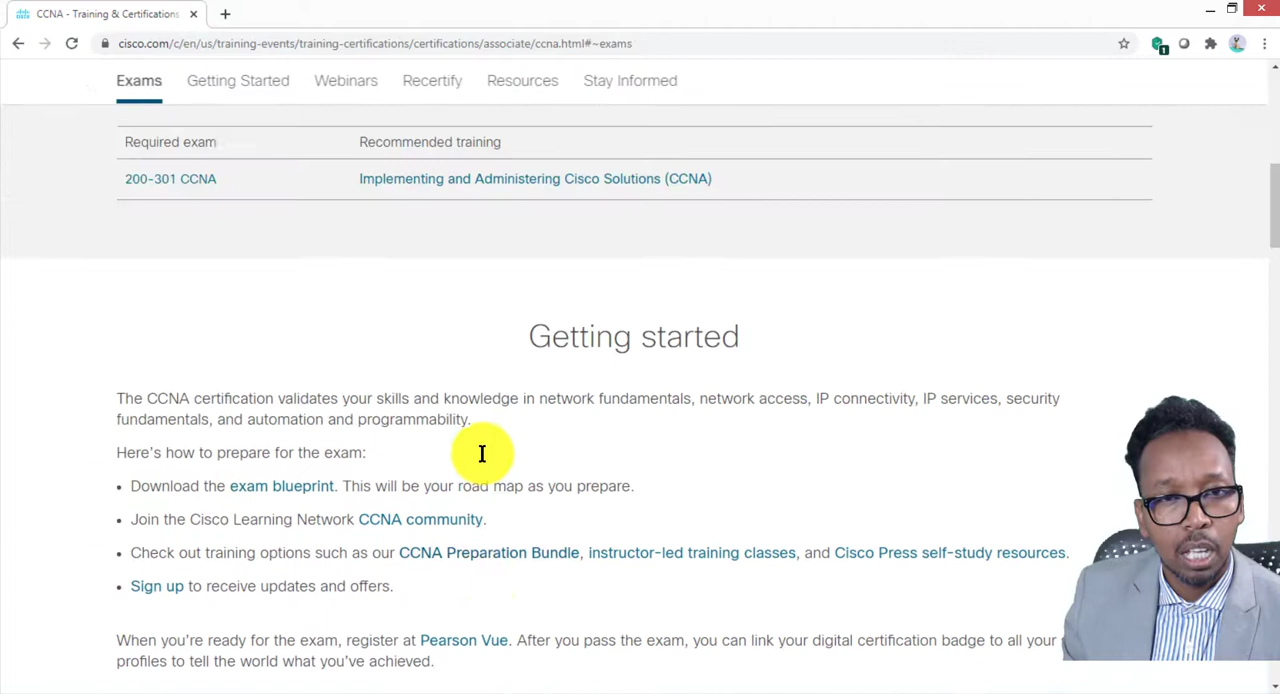 CCNA - Training & Certifications
cisco.com/c/en/us/training-events/training-certifications/certifications/associate/ccna.html#~exams
1
Exams Getting Started Webinars Recertify Resources Stay Informed
Required exam Recommended training
200-301 CCNA Implementing and Administering Cisco Solutions (CCNA)
Getting started
The CCNA certification validates your skills and knowledge in network fundamentals, network access, IP connectivity, IP services, security
fundamentals, and automation and programmability.
Here's how to prepare for the exam:
• Download the exam blueprint. This will be your road map as you prepare.
• Join the Cisco Learning Network CCNA community.
• Check out training options such as our CCNA Preparation Bundle, instructor-led training classes, and Cisco Press self-study resources.
• Sign up to receive updates and offers.
When you're ready for the exam, register at Pearson Vue. After you pass the exam, you can link your digital certification badge to all your
profiles to tell the world what you've achieved.